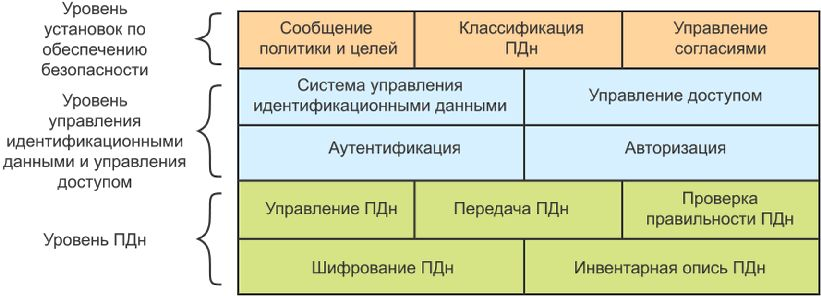 Уровень
установок по
обеспечению
безопасности
Сообщение
политики и целей
Классификация
ПДн
Управление
согласиями
Уровень
управления
идентификационными
данными и управления
доступом
Система управления
идентификационными данными
Управление доступом
Аутентификация
Авторизация
Уровень ПДн
Управление ПДн
Передача ПДн
Проверка
правильности ПДн
Шифрование ПДн
Инвентарная опись ПДн